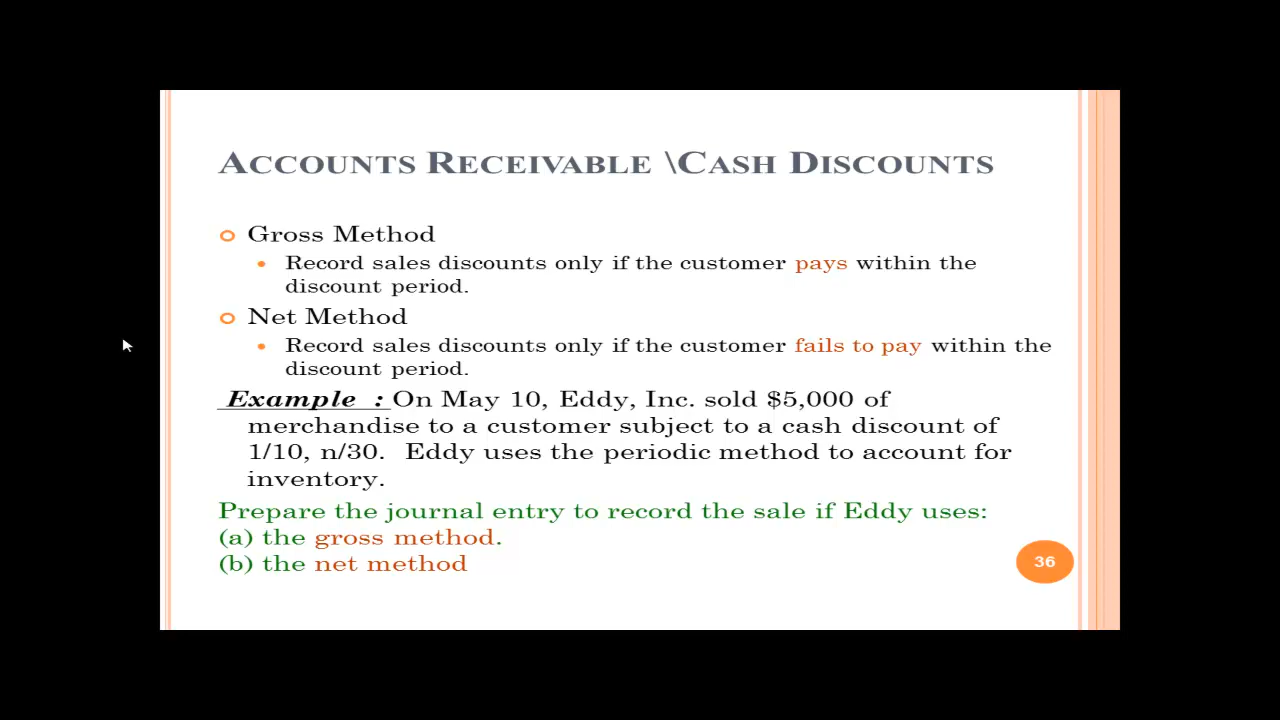 ACCOUNTS RECEIVABLE \CASH DISCOUNTS
Gross Method
Record sales discounts only if the customer pays within the
discount period.
Net Method
Record sales discounts only if the customer fails to pay within the
discount period.
Example : On May 10, Eddy, Inc. sold $5,000 of
merchandise to a customer subject to a cash discount of
1/10, n/30. Eddy uses the periodic method to account for
inventory.
Prepare the journal entry to record the sale if Eddy uses:
(a) the gross method.
(b) the net method
36